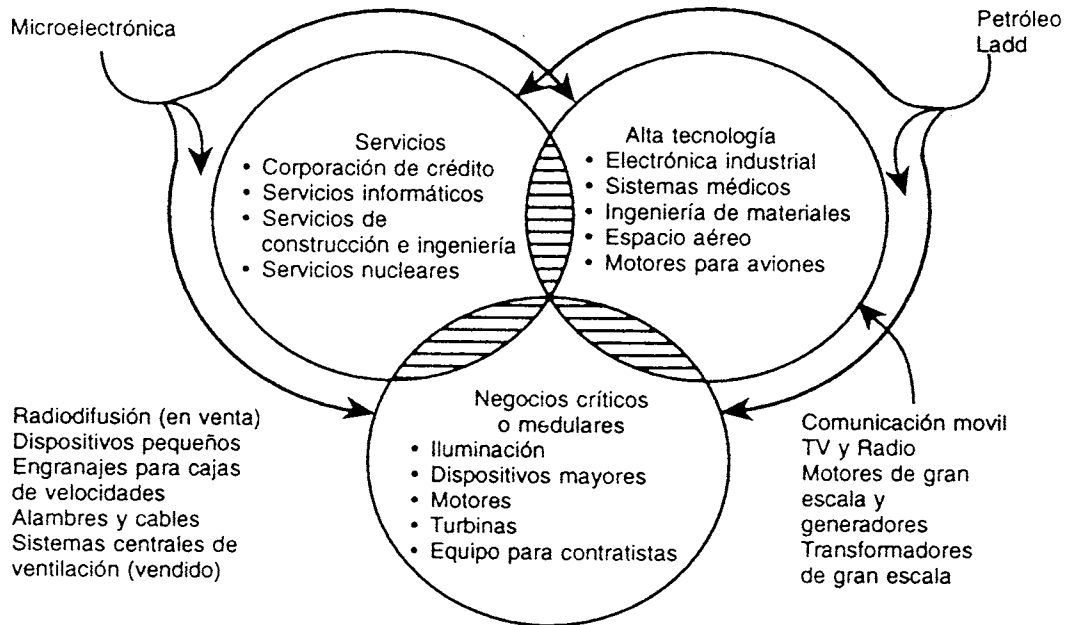 Microelectrónica
Petróleo
Ladd
Servicios
• Corporación de crédito
• Servicios informáticos
• Servicios de
construcción e ingeniería
• Servicios nucleares
Alta tecnología
• Electrónica industrial
• Sistemas médicos
• Ingeniería de materiales
• Espacio aéreo
• Motores para aviones
Negocios críticos
o medulares
• Iluminación
• Dispositivos mayores
• Motores
• Turbinas
• Equipo para contratistas
Radiodifusión (en venta)
Dispositivos pequeños
Engranajes para cajas
de velocidades
Alambres y cables
Sistemas centrales de
ventilación (vendido)
Comunicación movil
TV y Radio
Motores de gran
escala y
generadores
Transformadores
de gran escala